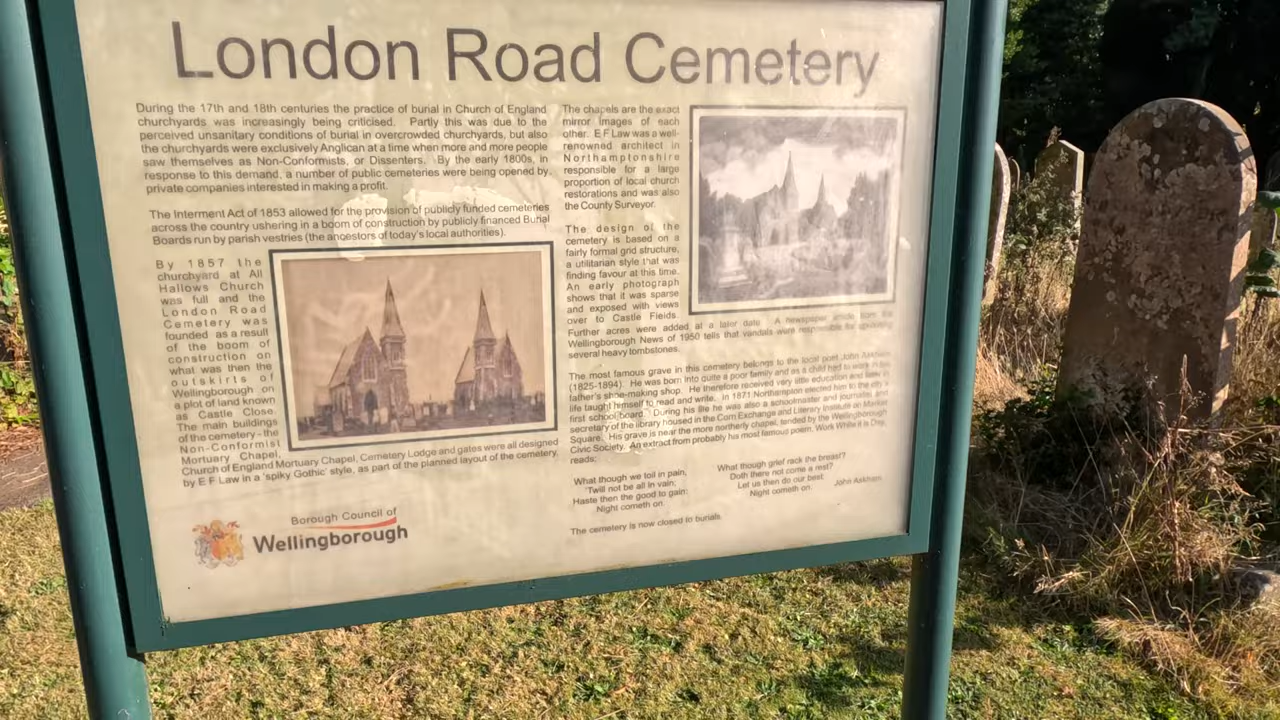 London Road Cemetery
During the 17th and 18th centuries the practice of burial in Church of England
churchyards was increasingly being criticised. Partly this was due to the
perceived unsanitary conditions of burial in overcrowded churchyards, but also
the churchyards were exclusively Anglican at a time when more and more people
saw themselves as Non-Conformists, or Dissenters. By the early 1800s, in
response to this demand, a number of public cemeteries were being opened by
private companies interested in making a profit.
The Interment Act of 1853 allowed for the provision of publicly funded cemeteries
across the country ushering in a boom of construction by publicly financed Burial
Boards run by parish vestries (the ancestors of today's local authorities).
By 1857 the
churchyard at All
Hallows Church
was full and the
London Road
Cemetery was
founded as a result
of the boom of
construction on
what was then the
outskirts of
Wellingborough on
a plot of land known
as Castle Close.
The main buildings
of the cemetery - the
Non-Conformist
Mortuary Chapel,
Church of England Mortuary Chapel, Cemetery Lodge and gates were all designed
by E F Law in a 'spiky Gothic' style, as part of the planned layout of the cemetery.
The chapels are the exact
mirror images of each
other. E F Law was a well-
renowned architect in
Northamptonshire
responsible for a large
proportion of local church
restorations and was also
the County Surveyor.
The design of the
cemetery is based on a
fairly formal grid structure,
a utilitarian style that was
finding favour at this time.
An early photograph
shows that it was sparse
and exposed with views
over to Castle Fields.
Further acres were added at a later date. A newspaper article from the
Wellingborough News of 1950 tells that vandals were responsible for
several heavy tombstones.
The most famous grave in this cemetery belongs to the local poet John Askham
(1825-1894). He was born into quite a poor family and as a child had to work in his
father's shoe-making shop. He therefore received very little education and later in
life taught himself to read and write. In 1871 Northampton elected him to the city's
first school board. During his life he was also a schoolmaster and journalist and
secretary of the library housed in the Corn Exchange and Literary Institute on Market
Square. His grave is near the more northerly chapel, tended by the Wellingborough
Civic Society. An extract from probably his most famous poem, Work While it is Day,
reads:
What though we toil in pain,
'Twill not be all in vain;
Haste then the good to gain:
Night cometh on.
What though grief rack the breast?
Doth there not come a rest?
Let us then do our best:
Night cometh on.
John Askham.
The cemetery is now closed to burials.
Borough Council of
Wellingborough